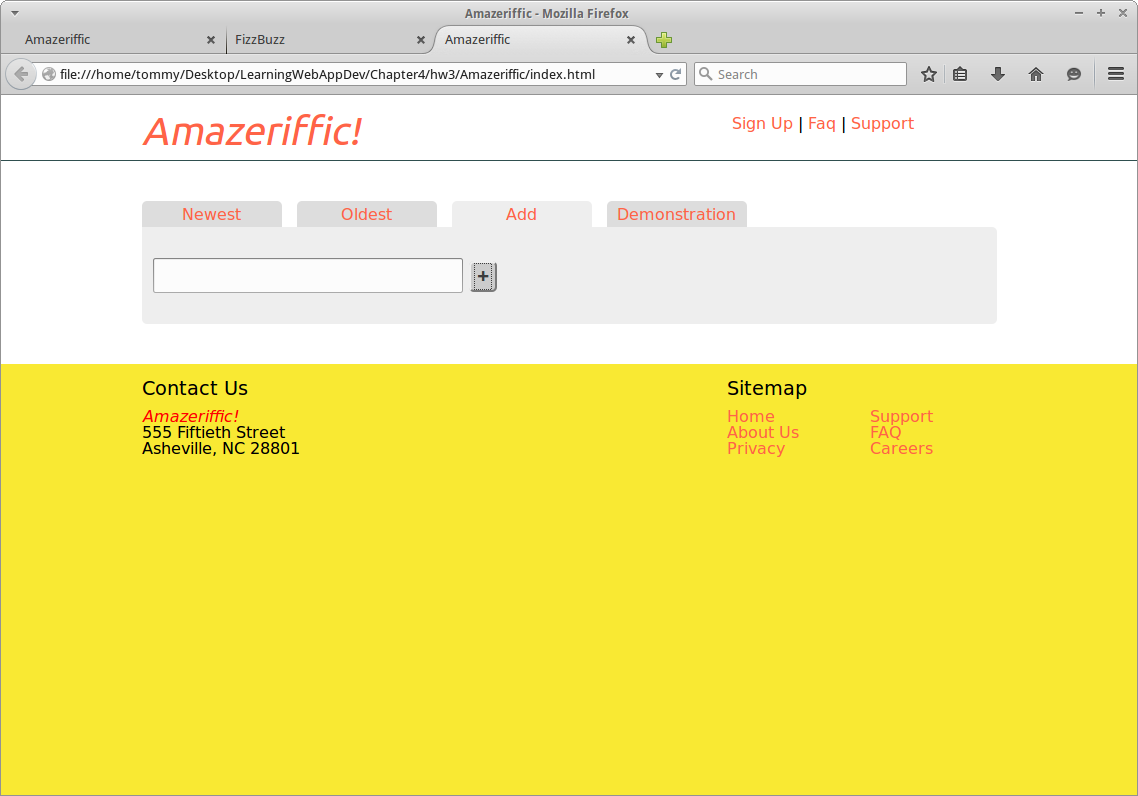 Amazeriffic - Mozilla Firefox
Amazeriffic FizzBuzz Amazeriffic
file:///home/tommy/Desktop/LearningWebAppDev/Chapter4/hw3/Amazeriffic/index.html Search
Amazeriffic! Sign Up | Faq | Support
Newest Oldest Add Demonstration
+
Contact Us Sitemap
Amazeriffic! Home Support
555 Fiftieth Street About Us FAQ
Asheville, NC 28801 Privacy Careers